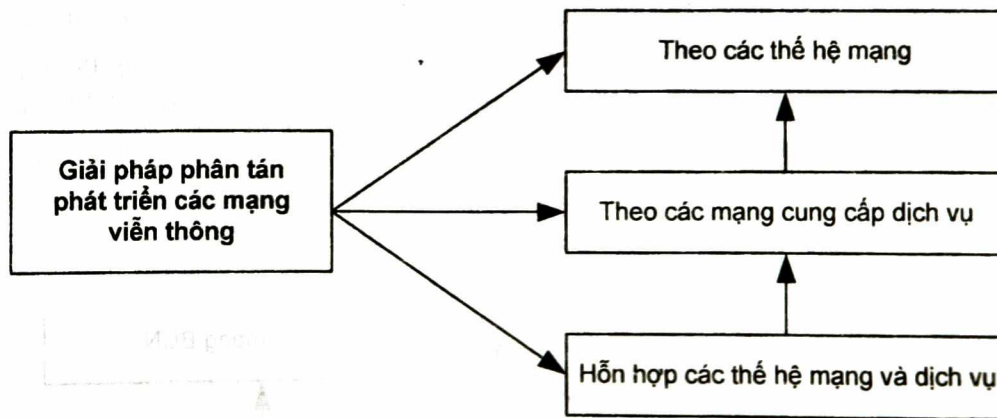 Theo các thế hệ mạng
Giải pháp phân tán
phát triển các mạng
viễn thông
Theo các mạng cung cấp dịch vụ
Hỗn hợp các thế hệ mạng và dịch vụ